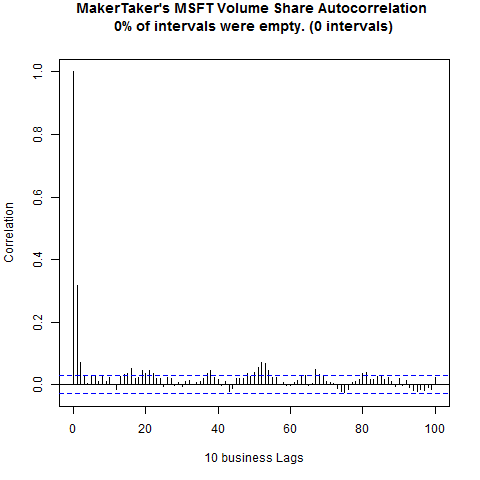 MakerTaker's MSFT Volume Share Autocorrelation
0% of intervals were empty. (0 intervals)
1.0
0.8
0.6
0.4
0.2
0.0
Correlation
0 20 40 60 80 100
10 business Lags